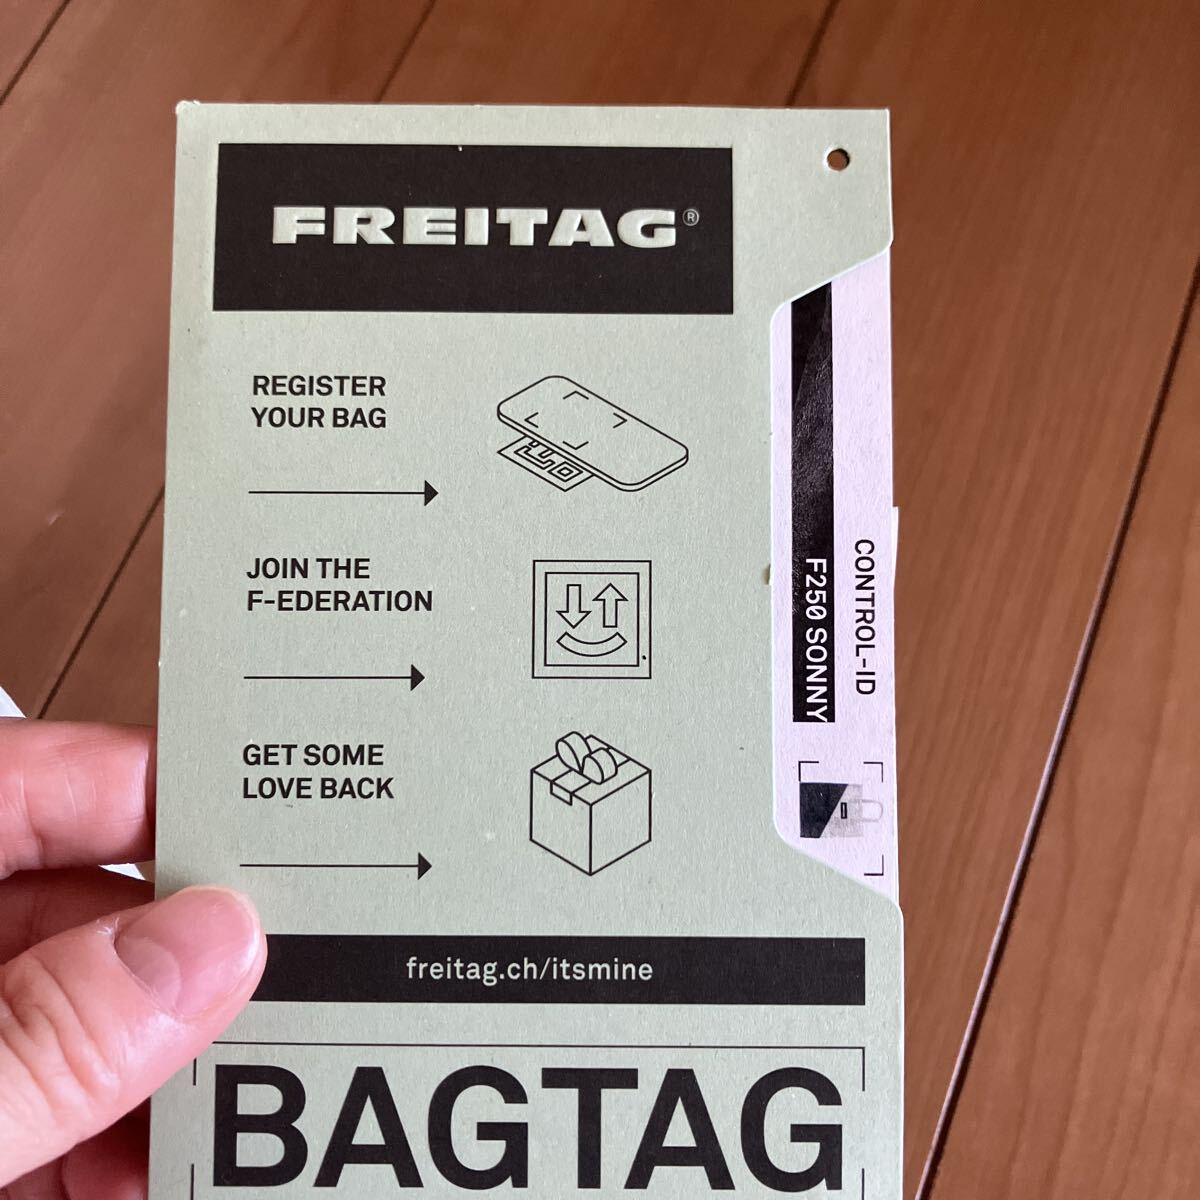 FREITAG®
REGISTER
YOUR BAG
JOIN THE
F-EDERATION
GET SOME
LOVE BACK
freitag.ch/itsmine
BAGTAG
CONTROL-ID
F250 SONNY